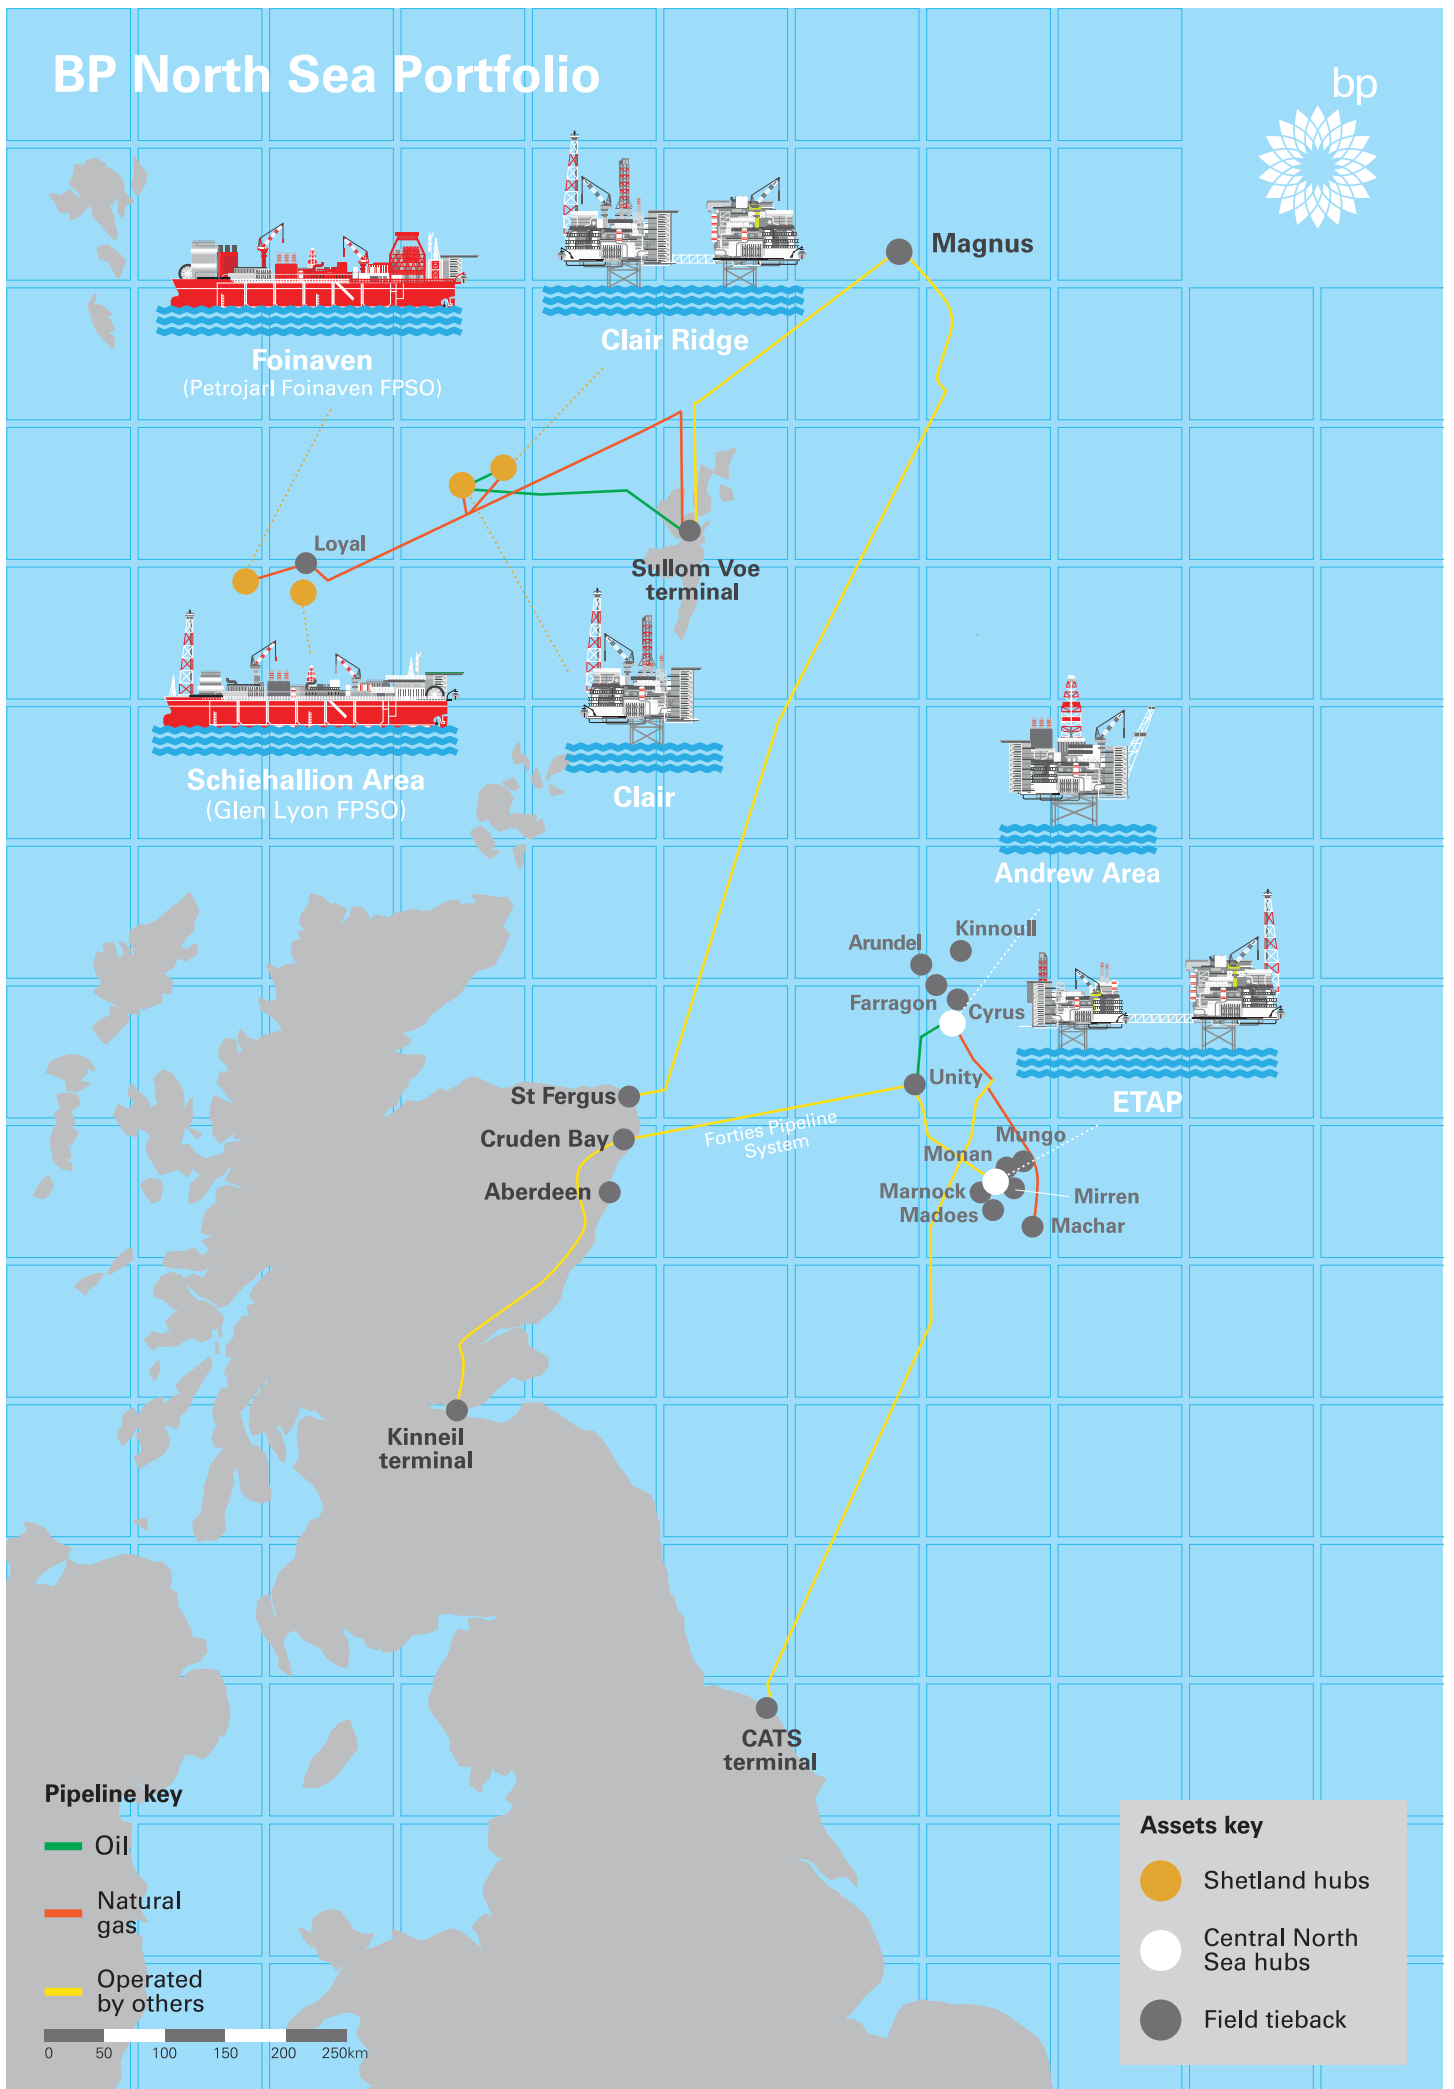 BP North Sea Portfolio
bp
Magnus
Clair Ridge
Foinaven
(Petrojarl Foinaven FPSO)
Loyal
Sullom Voe
terminal
Schiehallion Area
(Glen Lyon FPSO)
Clair
Andrew Area
Kinnoull
Arundel
Farragon
Cyrus
Unity
ETAP
St Fergus
Cruden Bay
Forties Pipeline
System
Aberdeen
Mungo
Monan
Marnock
Mirren
Madoes
Machar
Kinneil
terminal
CATS
terminal
Pipeline key
Oil
Natural
gas
Operated
by others
0 50 100 150 200 250km
Assets key
Shetland hubs
Central North
Sea hubs
Field tieback